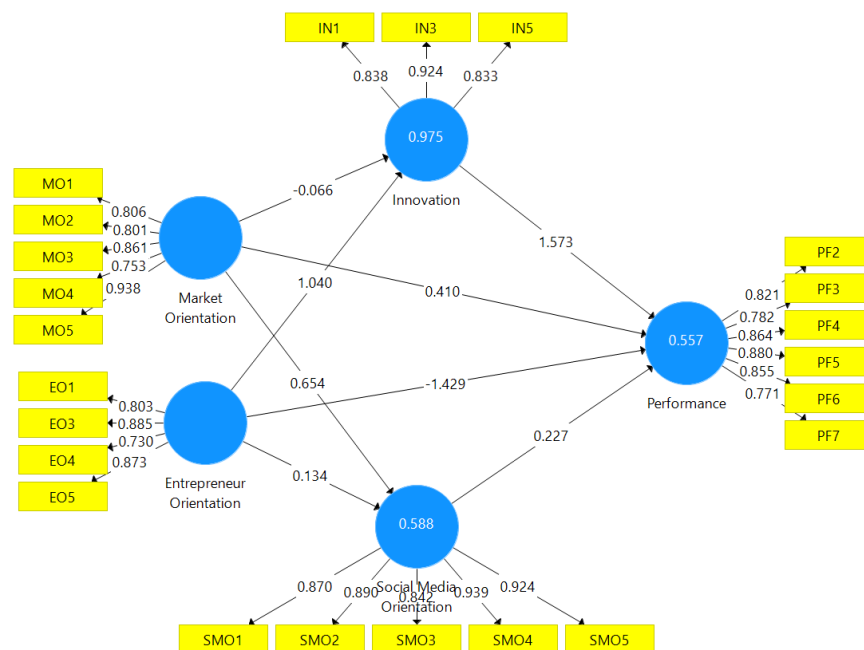 IN1 IN3 IN5
0.838 0.924 0.833
0.975
Innovation
MO1
MO2
MO3
MO4
MO5
0.806
0.801
0.861
0.753
0.938
Market
Orientation
-0.066
1.040
1.573
0.410
0.654
-1.429
0.134
0.227
EO1
EO3
EO4
EO5
0.803
0.885
0.730
0.873
Entrepreneur
Orientation
0.557
Performance
PF2
PF3
PF4
PF5
PF6
PF7
0.821
0.782
0.864
0.880
0.855
0.771
0.588
Social Media
Orientation
0.870 0.890 0.842 0.939 0.924
SMO1 SMO2 SMO3 SMO4 SMO5